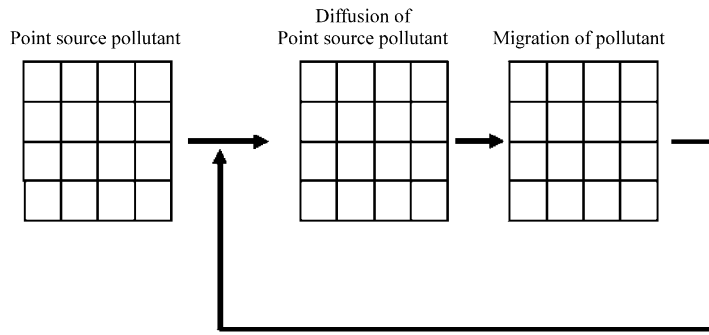 Point source pollutant
Diffusion of
Point source pollutant
Migration of pollutant